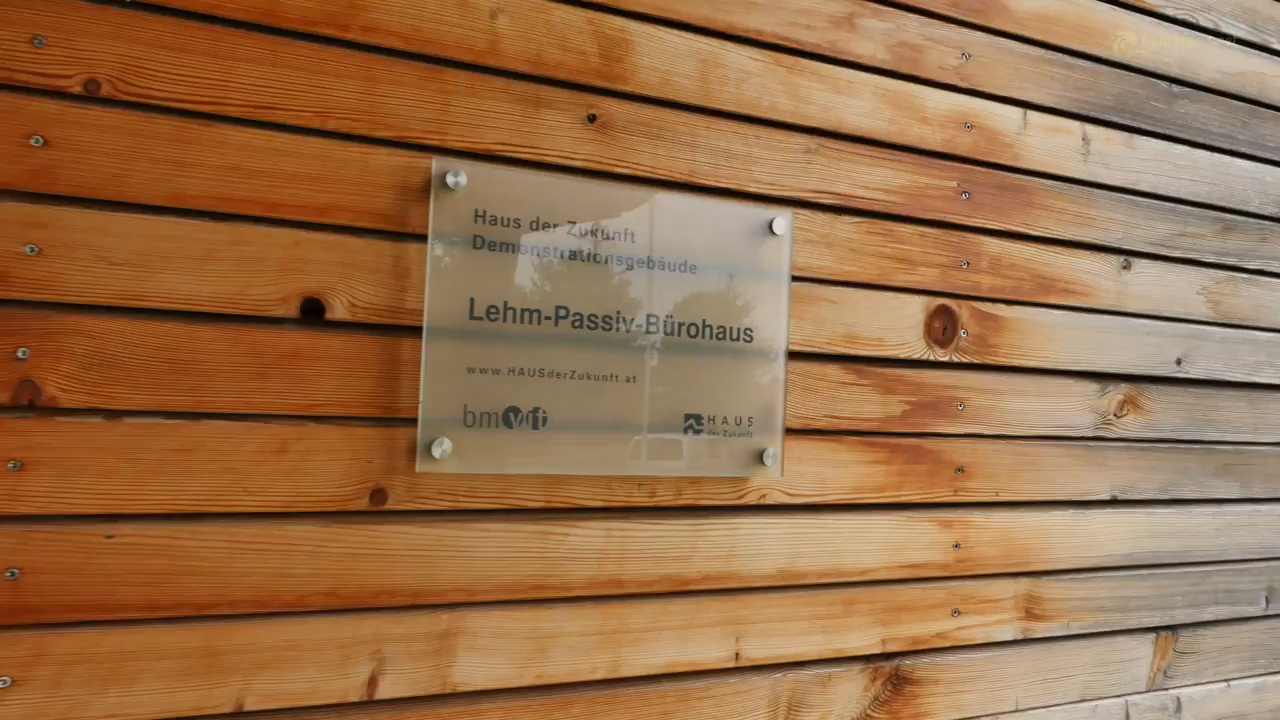 Haus der Zukunft
Demonstrationsgebäude
Lehm-Passiv-Bürohaus
www.HAUSderZukunft.at
bmvit
HAUS
der Zukunft